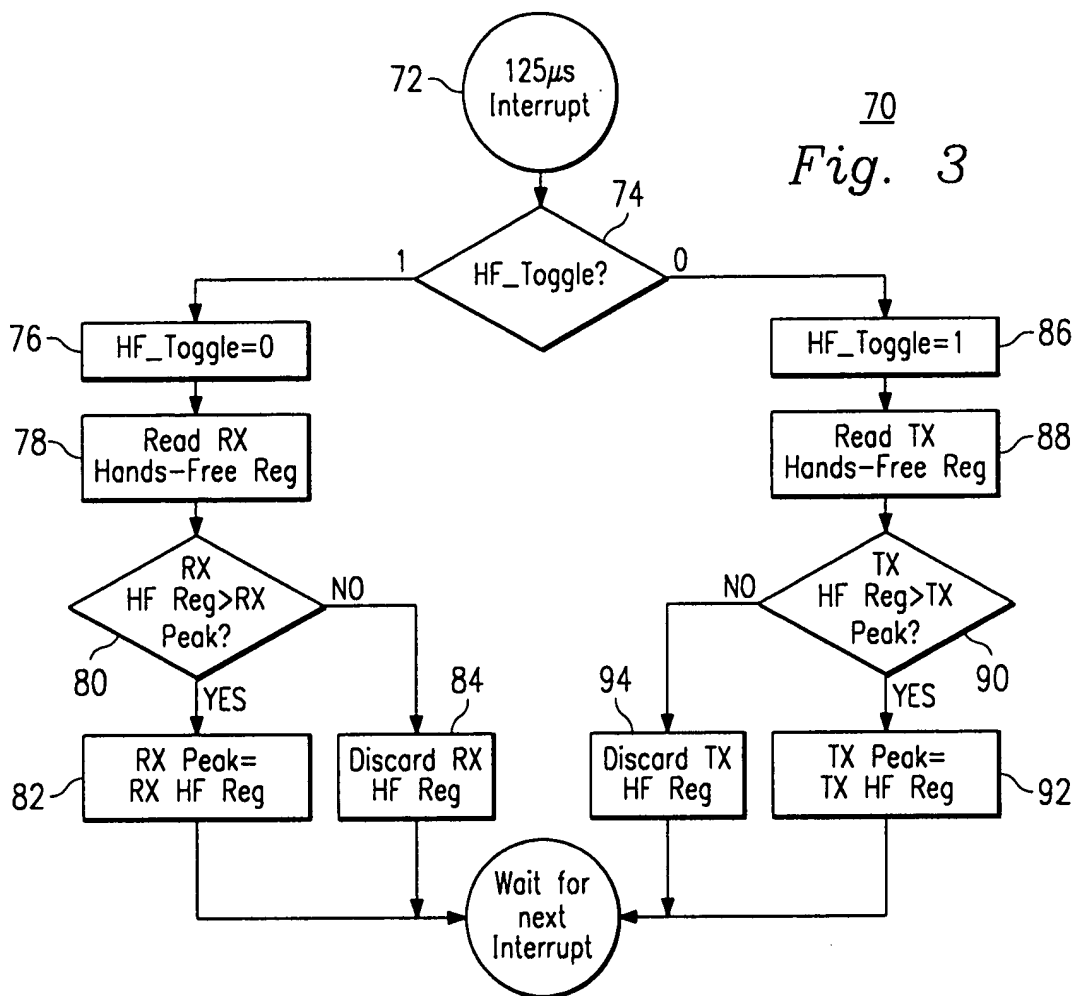 72
125μs
Interrupt
70
Fig. 3
74
1
HF_Toggle?
0
76
HF_Toggle=0
HF_Toggle=1
86
78
Read RX
Hands-Free Reg
Read TX
Hands-Free Reg
88
RX
HF Reg>RX
Peak?
NO
80
YES
NO
TX
HF Reg>TX
Peak?
90
YES
84
94
82
RX Peak=
RX HF Reg
Discard RX
HF Reg
Discard TX
HF Reg
TX Peak=
TX HF Reg
92
Wait for
next
Interrupt